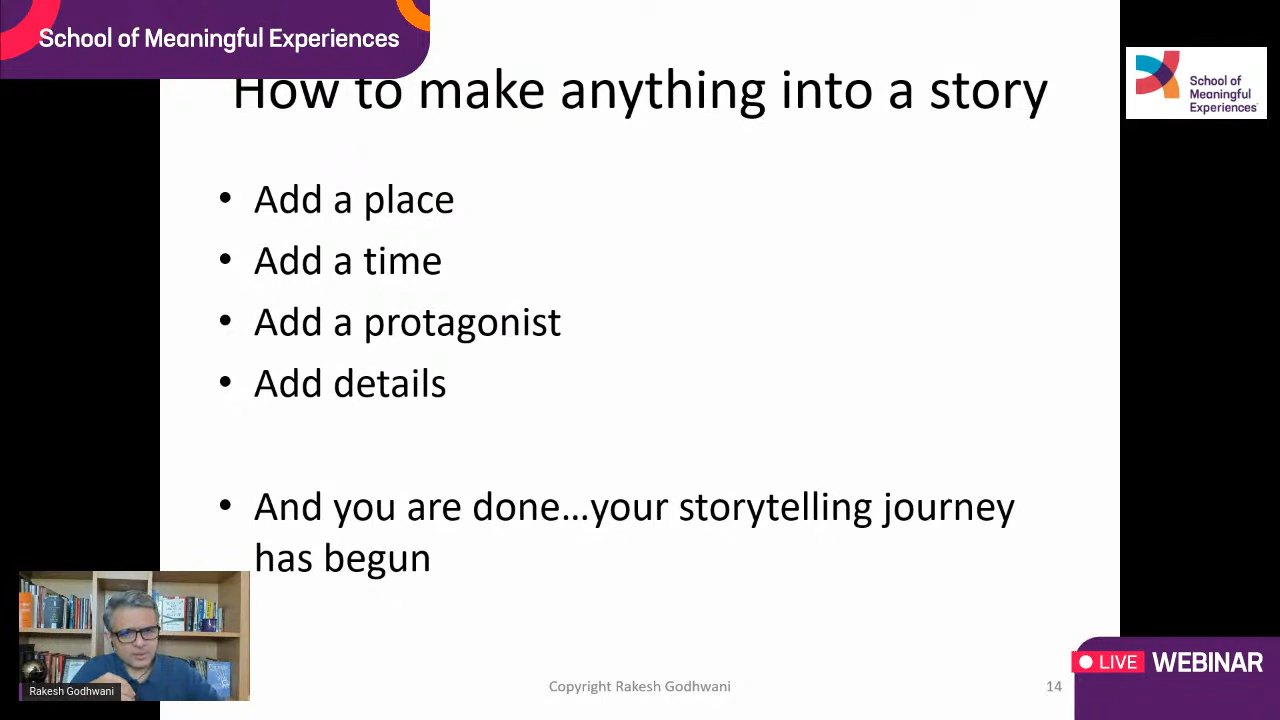 School of Meaningful Experiences
School of
Meaningful
Experiences
How to make anything into a story
• Add a place
• Add a time
• Add a protagonist
• Add details
• And you are done...your storytelling journey
has begun
Rakesh Godhwani
Copyright Rakesh Godhwani
14
LIVE WEBINAR